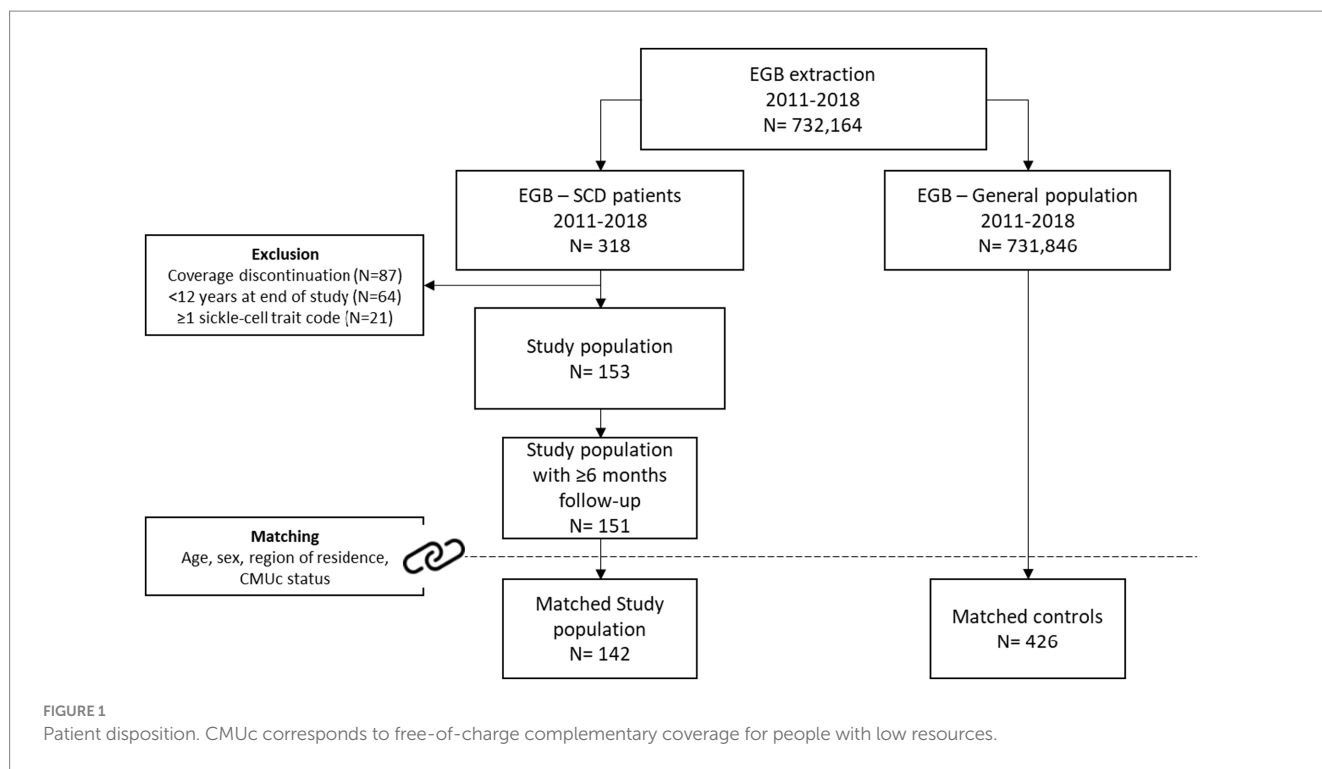 EGB extraction
2011-2018
N= 732,164
EGB – SCD patients
2011-2018
N= 318
EGB – General population
2011-2018
N= 731,846
Exclusion
Coverage discontinuation (N=87)
<12 years at end of study (N=64)
≥1 sickle-cell trait code (N=21)
Study population
N= 153
Study population
with ≥6 months
follow-up
N= 151
Matching
Age, sex, region of residence,
CMUc status
Matched Study
population
N= 142
Matched controls
N= 426
FIGURE 1
Patient disposition. CMUc corresponds to free-of-charge complementary coverage for people with low resources.